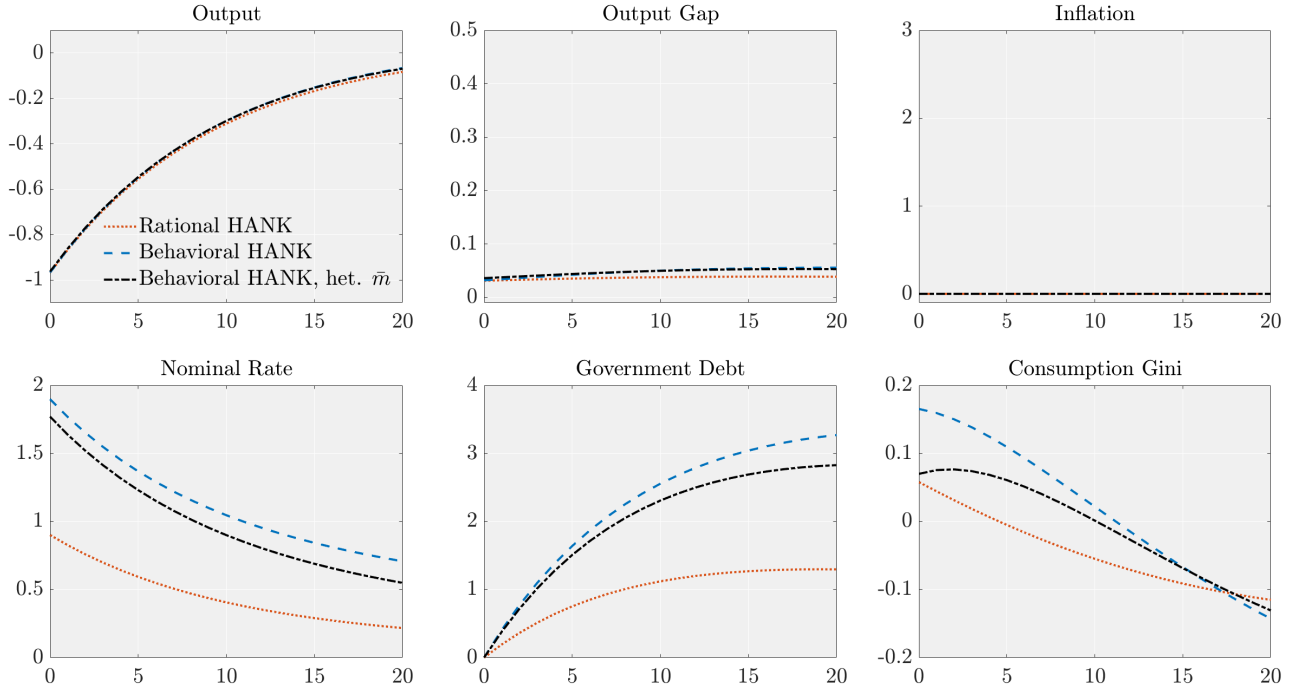 Output
0
-0.2
-0.4
-0.6
-0.8
-1
0 5 10 15 20
Rational HANK
Behavioral HANK
Behavioral HANK, het. m̄
Output Gap
0.5
0.4
0.3
0.2
0.1
0
0 5 10 15 20
Inflation
3
2
1
0
0 5 10 15 20
Nominal Rate
2
1.5
1
0.5
0
0 5 10 15 20
Government Debt
4
3
2
1
0
0 5 10 15 20
Consumption Gini
0.2
0.1
0
-0.1
-0.2
0 5 10 15 20